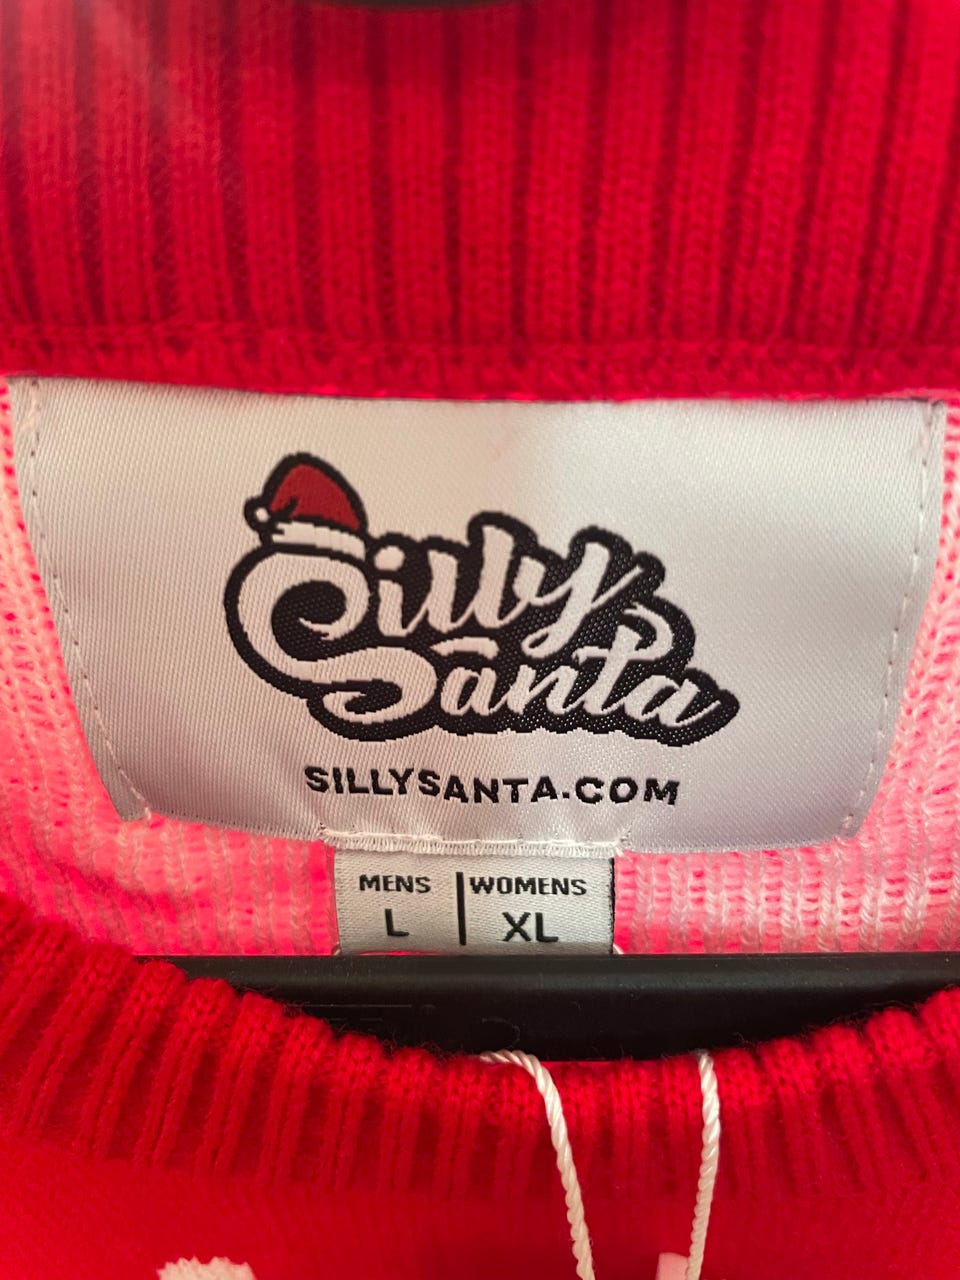 Silly
Santa
SILLYSANTA.COM
MENS | WOMENS
L | XL